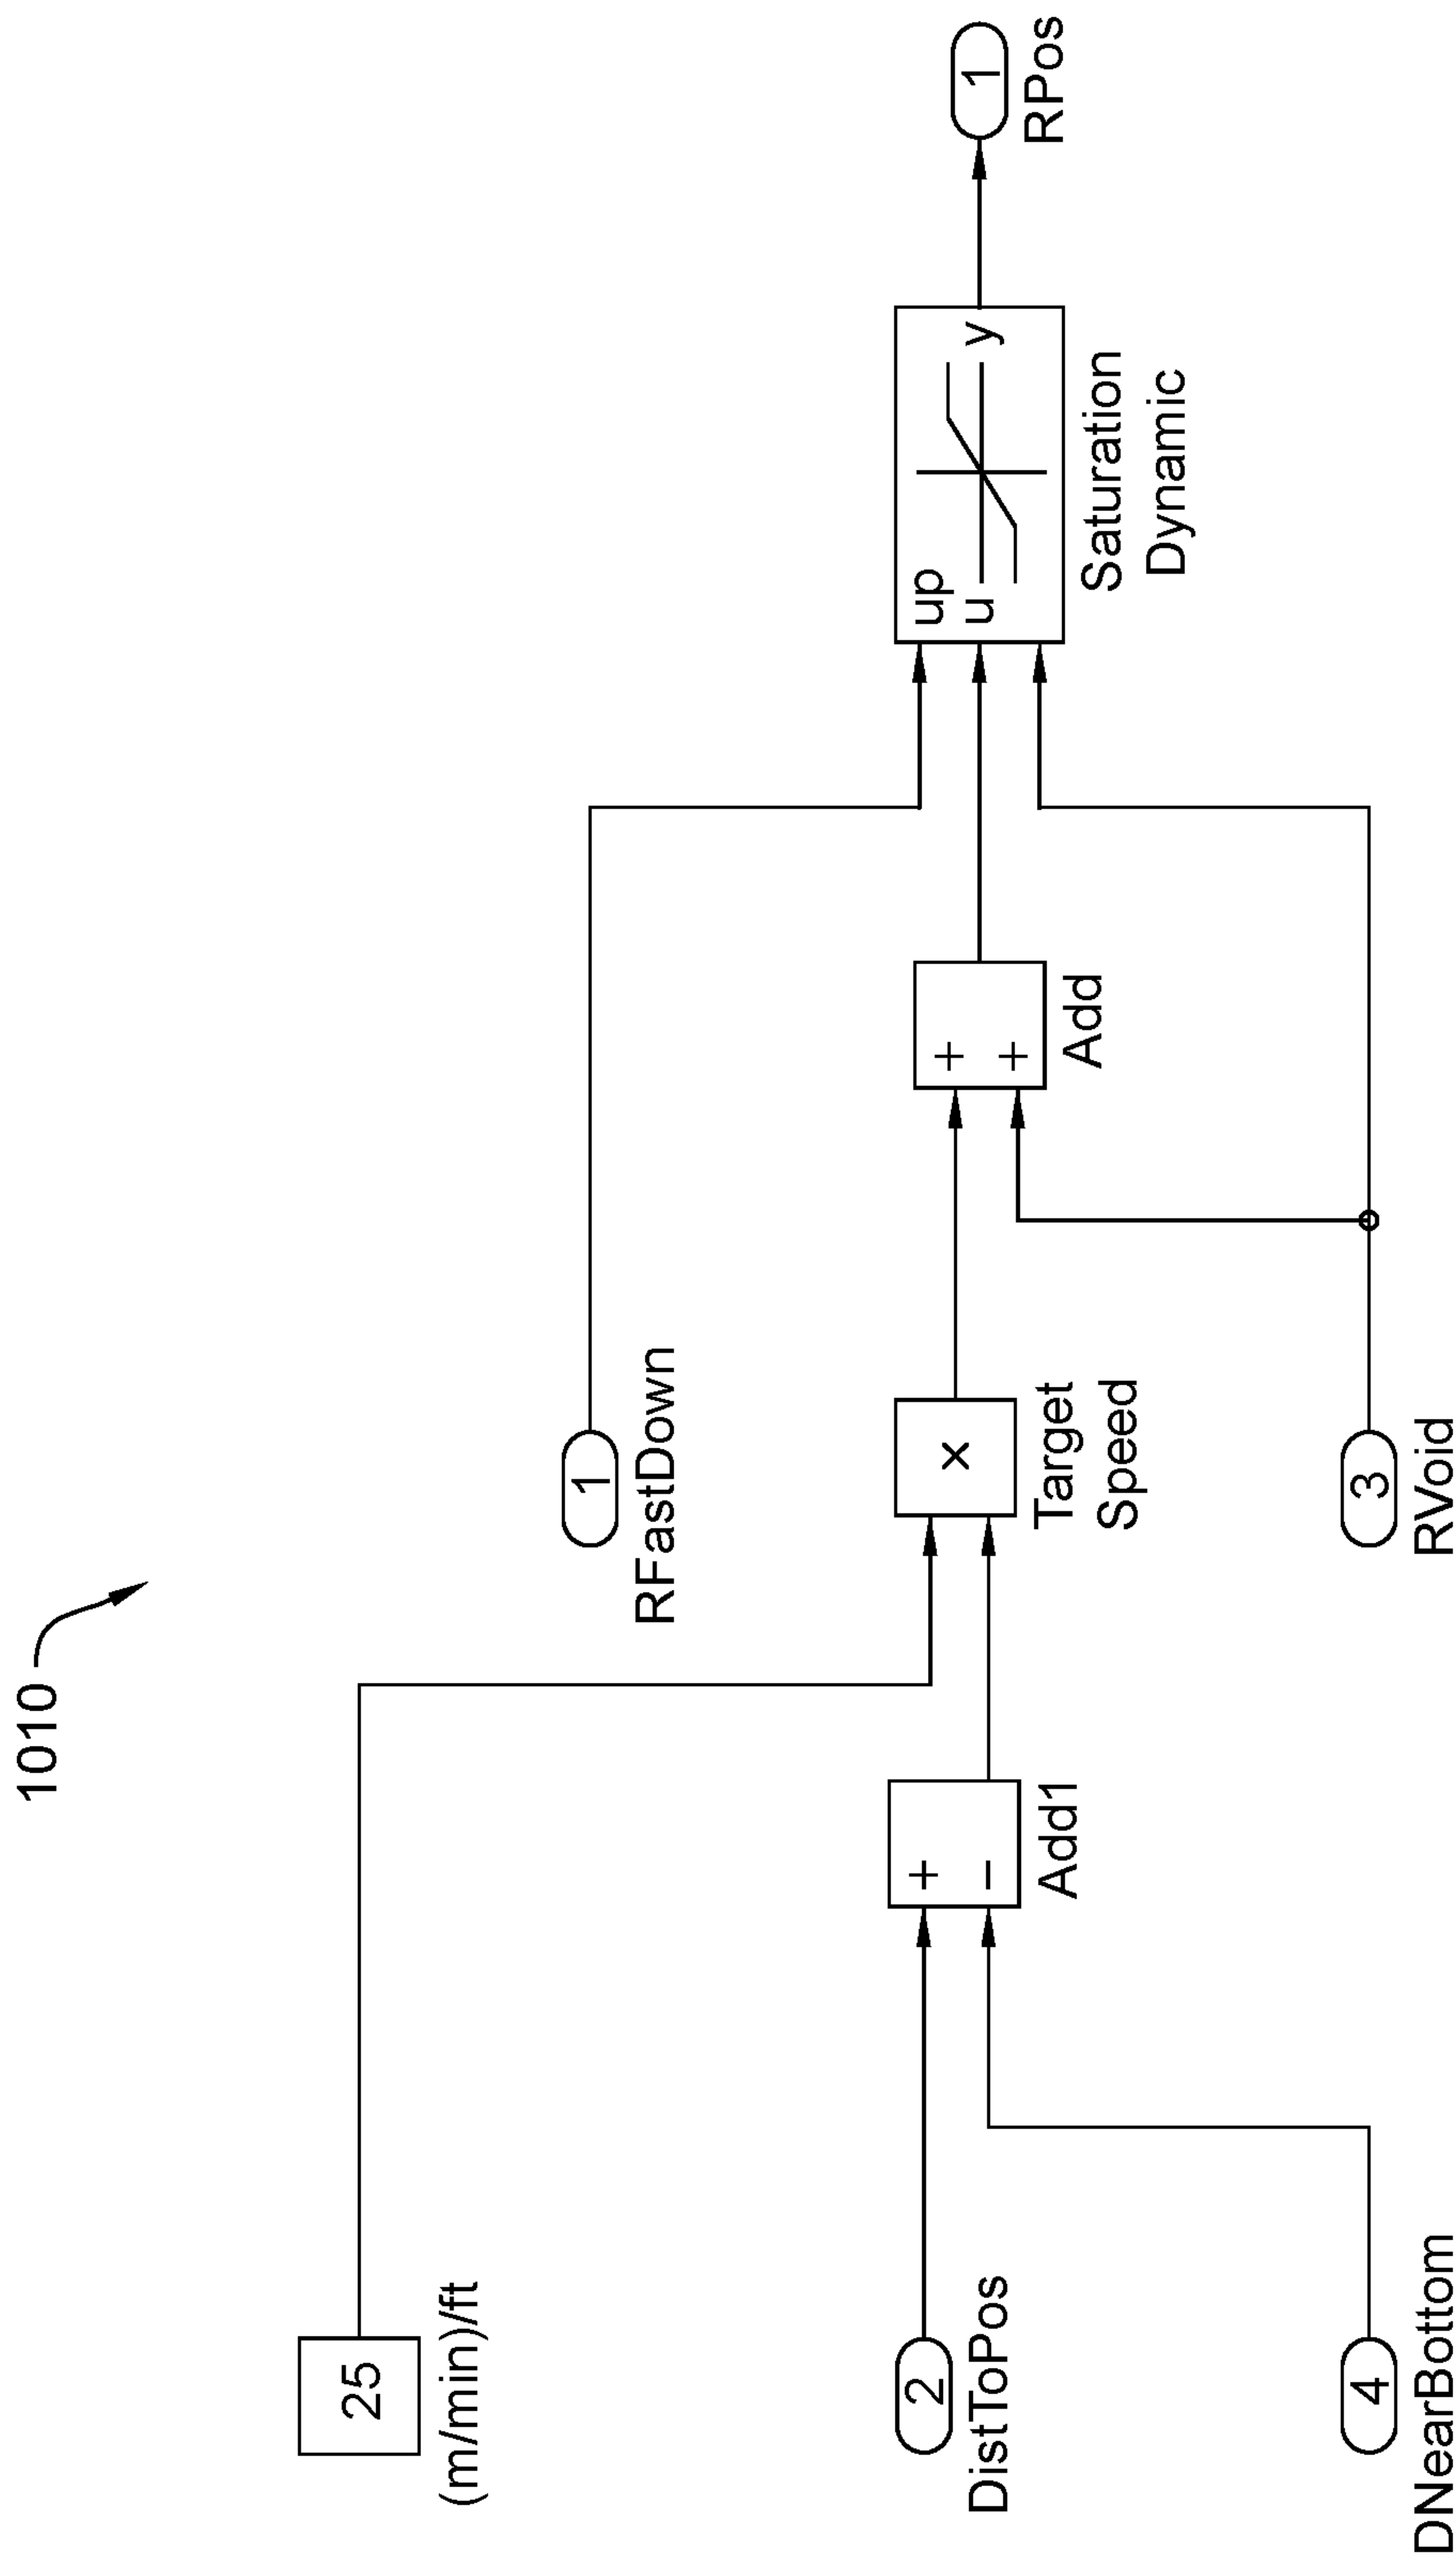 1010
25
(m/min)/ft
1
RFastDown
2
DistToPos
+
−
Add1
×
Target
Speed
+
+
Add
up
u
y
Saturation
Dynamic
1
RPos
4
DNearBottom
3
RVoid